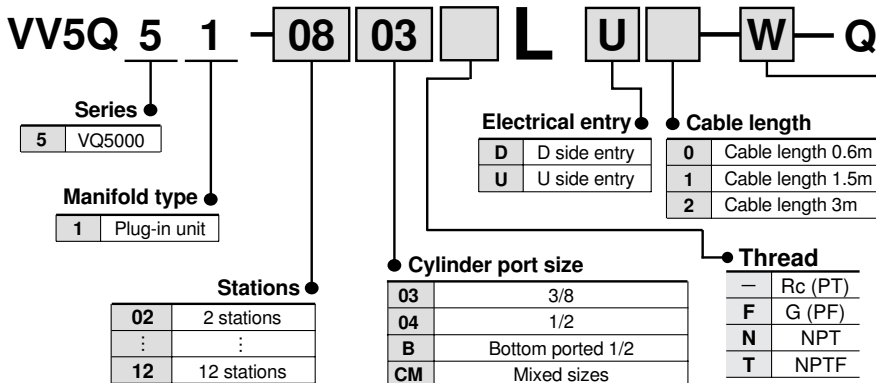 VV5Q 5 1 - 08 03 L U - W - Q
Series
5 VQ5000
Manifold type
1 Plug-in unit
Stations
02 2 stations
⋮ ⋮
12 12 stations
Cylinder port size
03 3/8
04 1/2
B Bottom ported 1/2
CM Mixed sizes
Electrical entry
D D side entry
U U side entry
Cable length
0 Cable length 0.6m
1 Cable length 1.5m
2 Cable length 3m
Thread
– Rc (PT)
F G (PF)
N NPT
T NPTF